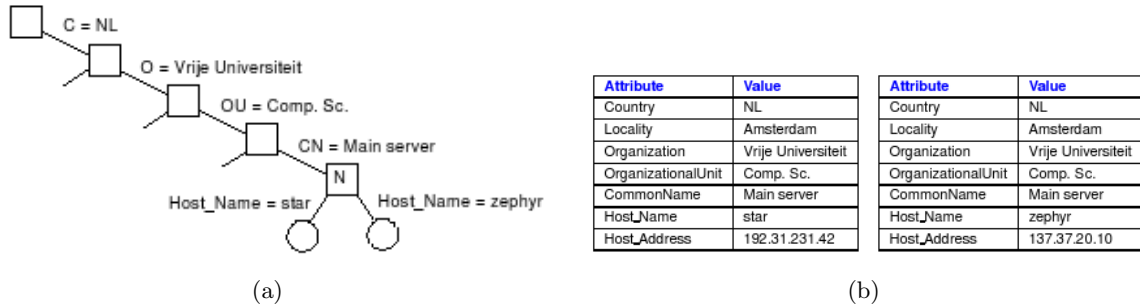 C = NL
O = Vrije Universiteit
OU = Comp. Sc.
CN = Main server
N
Host_Name = star
Host_Name = zephyr
Attribute Value
Country NL
Locality Amsterdam
Organization Vrije Universiteit
OrganizationalUnit Comp. Sc.
CommonName Main server
Host_Name star
Host_Address 192.31.231.42
Attribute Value
Country NL
Locality Amsterdam
Organization Vrije Universiteit
OrganizationalUnit Comp. Sc.
CommonName Main server
Host_Name zephyr
Host_Address 137.37.20.10
(a)
(b)